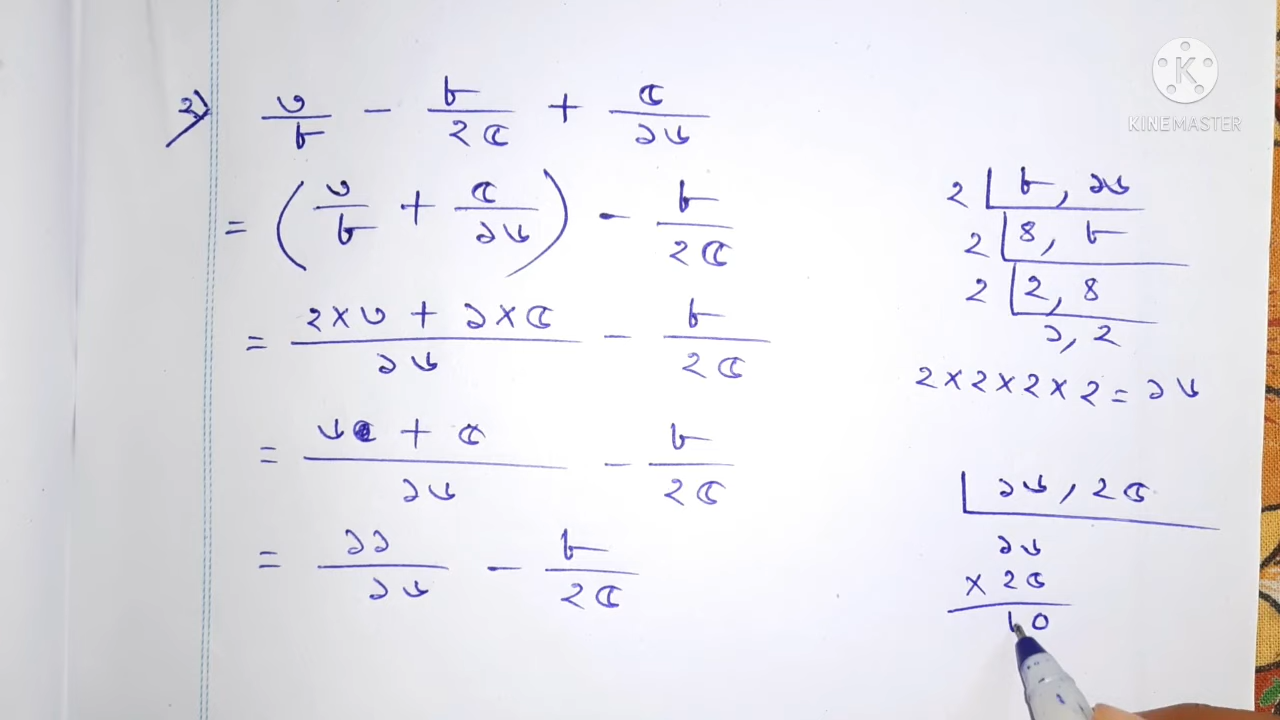 ২) ৩/৮ - ৮/২৫ + ৫/১৬
= (৩/৮ + ৫/১৬) - ৮/২৫
= ২×৩ + ১×৫/১৬ - ৮/২৫
= ৬ + ৫/১৬ - ৮/২৫
= ১১/১৬ - ৮/২৫
২ | ৮, ১৬
২ | ৪, ৮
২ | ২, ৪
১, ২
২×২×২×২ = ১৬
১৬, ২৫
১৬
×২৫
৮০
KINEMASTER